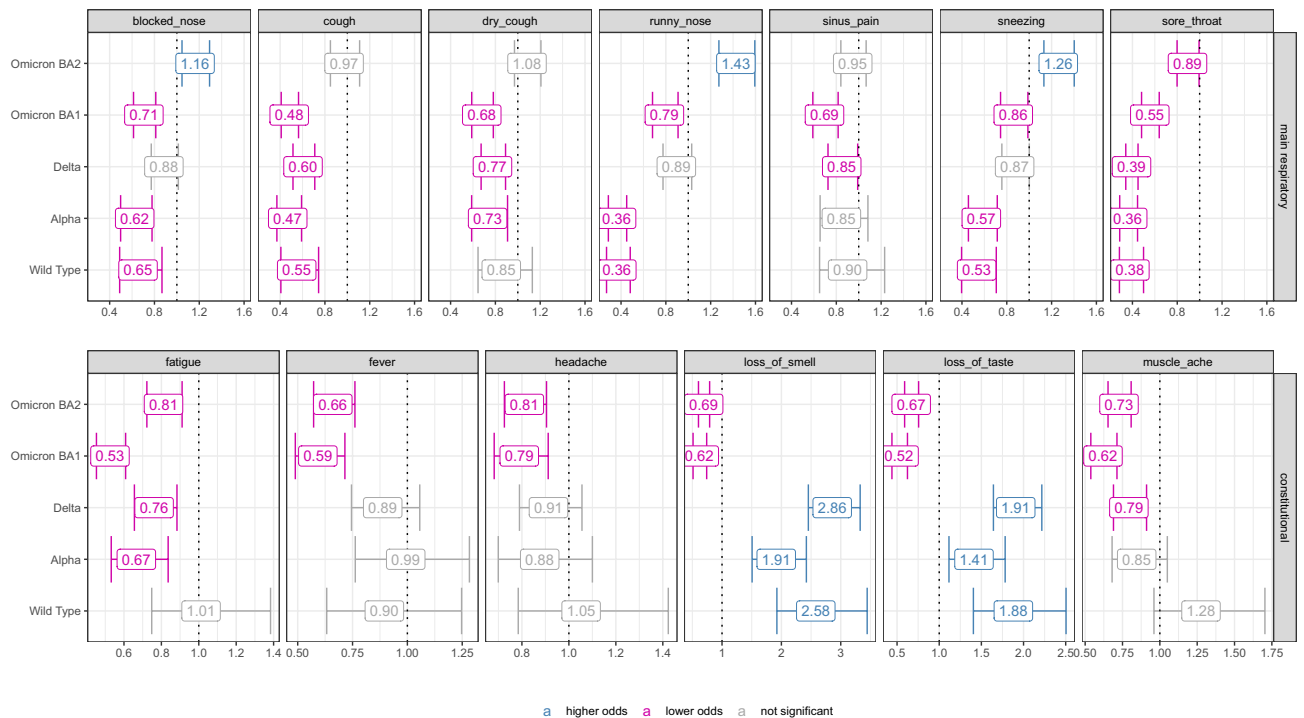 blocked_nose cough dry_cough runny_nose sinus_pain sneezing sore_throat
Omicron BA2 1.16 0.97 1.08 1.43 0.95 1.26 0.89
Omicron BA1 0.71 0.48 0.68 0.79 0.69 0.86 0.55
Delta 0.88 0.60 0.77 0.89 0.85 0.87 0.39
Alpha 0.62 0.47 0.73 0.36 0.85 0.57 0.36
Wild Type 0.65 0.55 0.85 0.36 0.90 0.53 0.38
main respiratory
0.4 0.8 1.2 1.6 0.4 0.8 1.2 1.6 0.4 0.8 1.2 1.6 0.4 0.8 1.2 1.6 0.4 0.8 1.2 1.6 0.4 0.8 1.2 1.6 0.4 0.8 1.2 1.6
fatigue fever headache loss_of_smell loss_of_taste muscle_ache
Omicron BA2 0.81 0.66 0.81 0.69 0.67 0.73
Omicron BA1 0.53 0.59 0.79 0.62 0.52 0.62
Delta 0.76 0.89 0.91 2.86 1.91 0.79
Alpha 0.67 0.99 0.88 1.91 1.41 0.85
Wild Type 1.01 0.90 1.05 2.58 1.88 1.28
constitutional
0.6 0.8 1.0 1.2 1.4 0.50 0.75 1.00 1.25 0.8 1.0 1.2 1.4 1 2 3 0.5 1.0 1.5 2.0 2.5 0.50 0.75 1.00 1.25 1.50 1.75
a higher odds a lower odds a not significant